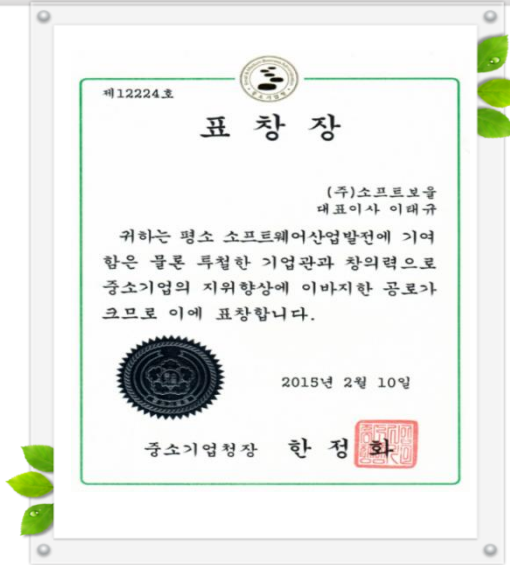 제12224호
표 창 장
(주)소프트보울
대표이사 이태규
귀하는 평소 소프트웨어산업발전에 기여
함은 물론 투철한 기업관과 창의력으로
중소기업의 지위향상에 이바지한 공로가
크므로 이에 표창합니다.
2015년 2월 10일
중소기업청장 한 정 화